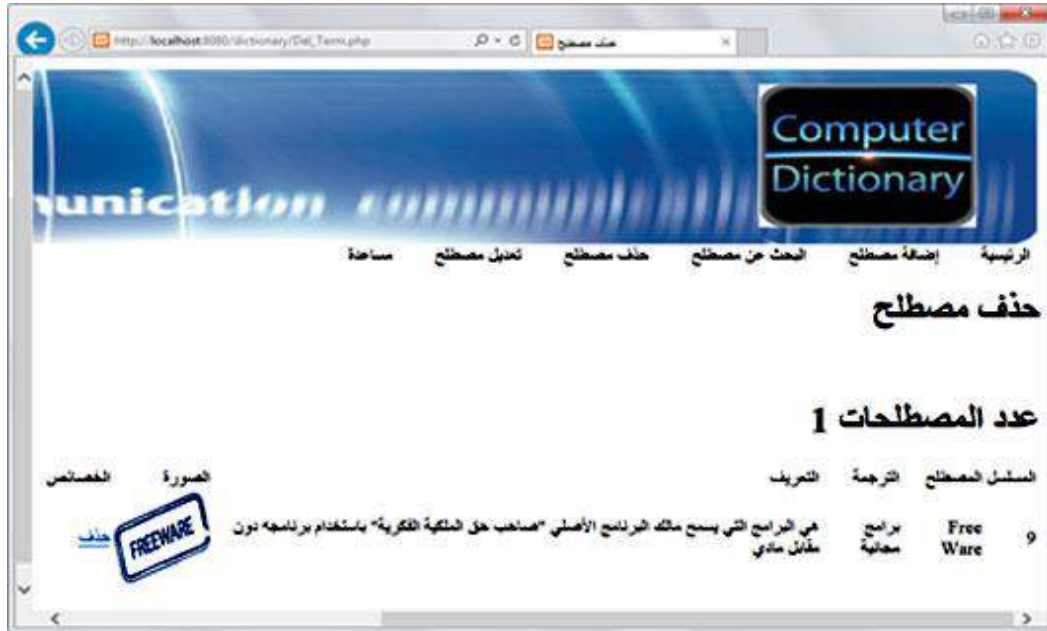 http://localhost:8080/dictionary/Del_Term.php
حذف مصطلح
Computer
Dictionary
munication
الرئيسية إضافة مصطلح البحث عن مصطلح حذف مصطلح تعديل مصطلح مساعدة
حذف مصطلح
عدد المصطلحات 1
المسلسل المصطلح الترجمة التعريف الصورة الخصائص
9 Free Ware برامج مجانية هي البرامج التي يسمح مالك البرنامج الأصلي "صاحب حق الملكية الفكرية" باستخدام برنامجه دون مقابل مادي FREEWARE حذف